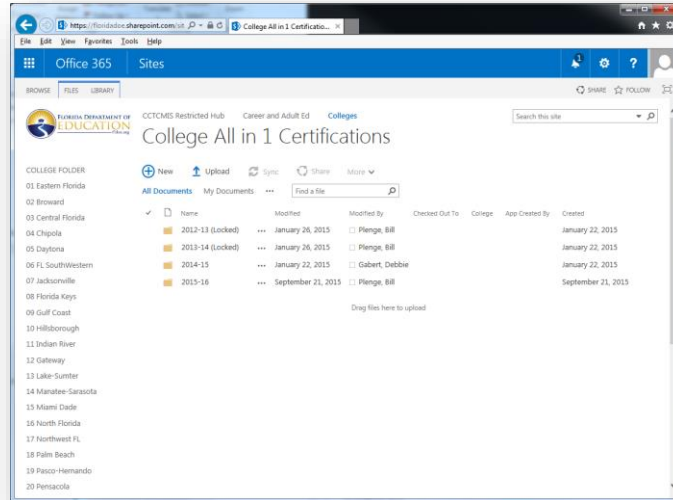 https://floridadoe.sharepoint.com/sit
College All in 1 Certificatio...
File Edit View Favorites Tools Help
Office 365 Sites
1
?
BROWSE FILES LIBRARY
SHARE FOLLOW
FLORIDA DEPARTMENT OF
EDUCATION
fldoe.org
CCTCMIS Restricted Hub Career and Adult Ed Colleges
Search this site
College All in 1 Certifications
New Upload Sync Share More
All Documents My Documents ... Find a file
Name Modified Modified By Checked Out To College App Created By Created
2012-13 (Locked) ... January 26, 2015 Plenge, Bill January 22, 2015
2013-14 (Locked) ... January 26, 2015 Plenge, Bill January 22, 2015
2014-15 ... January 22, 2015 Gabert, Debbie January 22, 2015
2015-16 ... September 21, 2015 Plenge, Bill September 21, 2015
Drag files here to upload
COLLEGE FOLDER
01 Eastern Florida
02 Broward
03 Central Florida
04 Chipola
05 Daytona
06 FL SouthWestern
07 Jacksonville
08 Florida Keys
09 Gulf Coast
10 Hillsborough
11 Indian River
12 Gateway
13 Lake-Sumter
14 Manatee-Sarasota
15 Miami Dade
16 North Florida
17 Northwest FL
18 Palm Beach
19 Pasco-Hernando
20 Pensacola